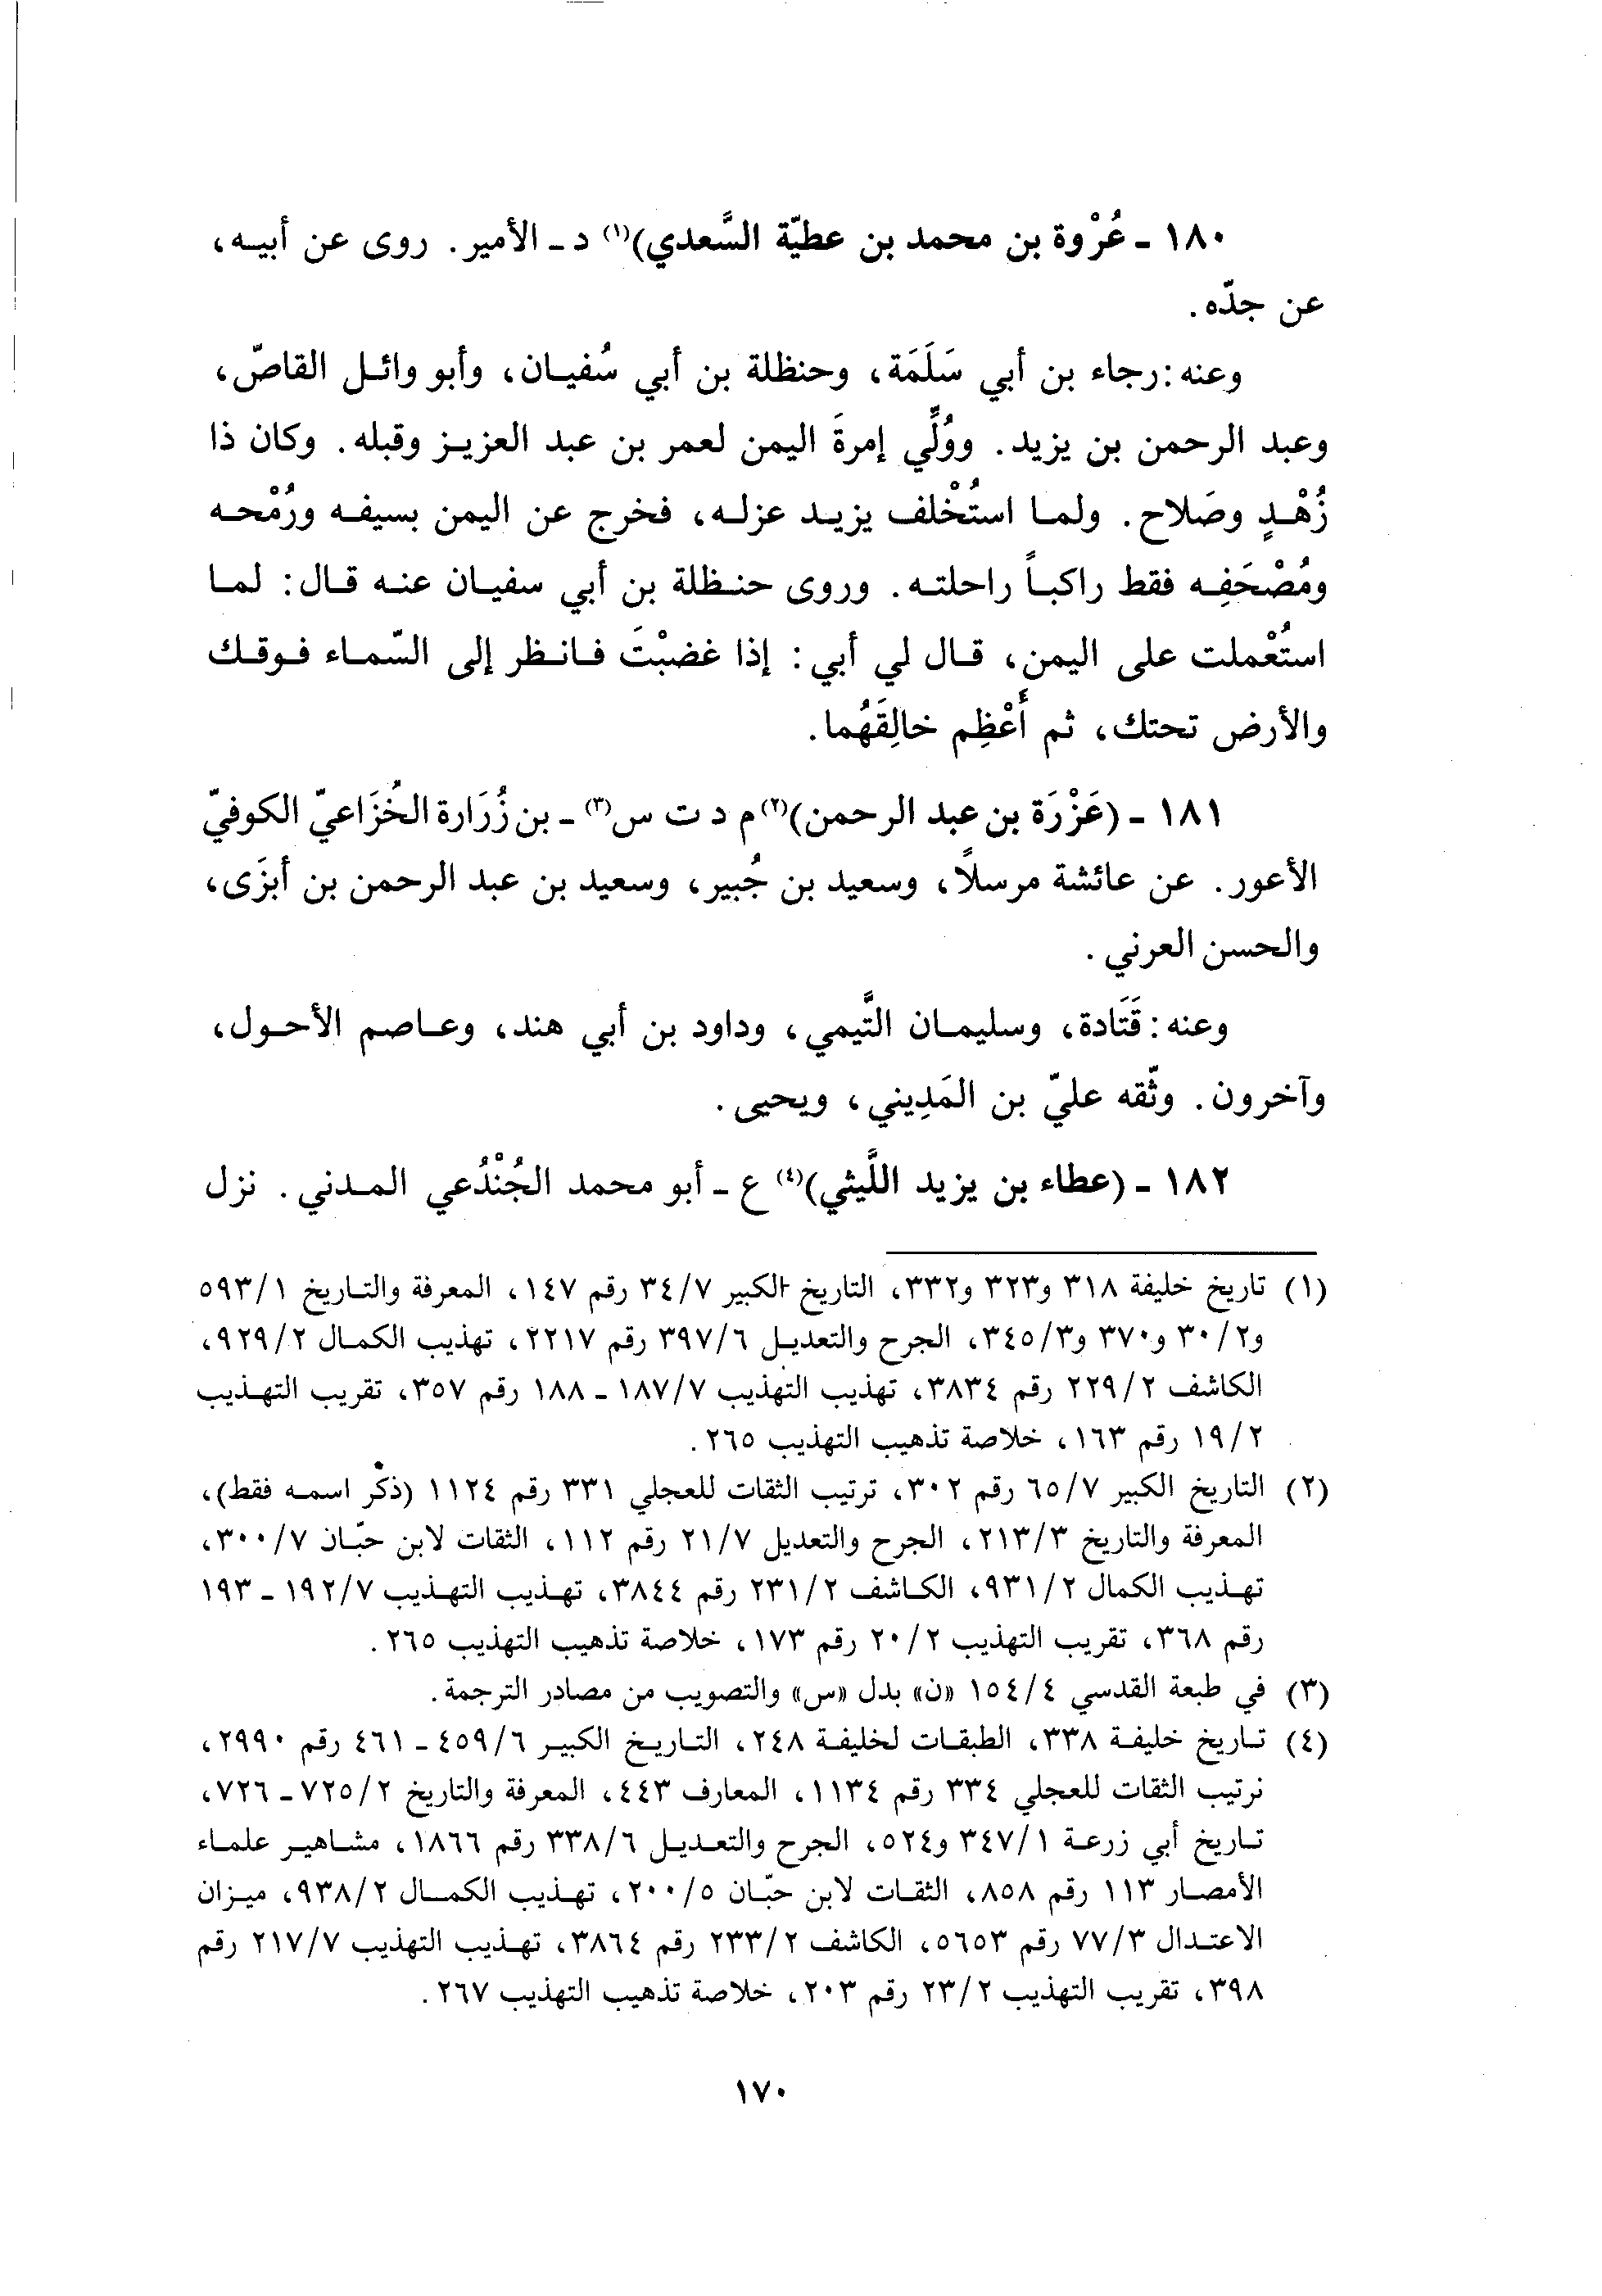 ١٨٠ - عُرْوة بن محمد بن عطيّة السَّعدي)(١) د - الأمير. روى عن أبيه،
عن جدّه.
وعنه: رجاء بن أبي سَلَمَة، وحنظلة بن أبي سُفيان، وأبو وائل القاصّ،
وعبد الرحمن بن يزيد. ووُلِّي إمرةَ اليمن لعمر بن عبد العزيز وقبله. وكان ذا
زُهْدٍ وصَلاح. ولما استُخْلف يزيد عزله، فخرج عن اليمن بسيفه ورُمْحه
ومُصْحَفِه فقط راكباً راحلته. وروى حنظلة بن أبي سفيان عنه قال: لما
استُعْملت على اليمن، قال لي أبي: إذا غضبْتَ فانظر إلى السّماء فوقك
والأرض تحتك، ثم أَعْظِم خالِقَهُما.
١٨١ - (عَزْرَة بن عبد الرحمن)(٢) م د ت س(٣) - بن زُرَارة الخُزَاعيّ الكوفيّ
الأعور. عن عائشة مرسلًا، وسعيد بن جُبير، وسعيد بن عبد الرحمن بن أبزَى،
والحسن العرني.
وعنه: قَتَادة، وسليمان التَّيمي، وداود بن أبي هند، وعاصم الأحول،
وآخرون. وثّقه عليّ بن المَدِيني، ويحيى.
١٨٢ - (عطاء بن يزيد اللَّيثي)(٤) ع - أبو محمد الجُنْدُعي المدني. نزل
(١) تاريخ خليفة ٣١٨ و٣٢٣ و٣٣٢، التاريخ الكبير ٣٤/٧ رقم ١٤٧، المعرفة والتاريخ ٥٩٣/١
و٣٠/٢ و٣٧٠ و٣٤٥/٣، الجرح والتعديل ٣٩٧/٦ رقم ٢٢١٧، تهذيب الكمال ٩٢٩/٢،
الكاشف ٢٢٩/٢ رقم ٣٨٣٤، تهذيب التهذيب ١٨٧/٧ - ١٨٨ رقم ٣٥٧، تقريب التهذيب
١٩/٢ رقم ١٦٣، خلاصة تذهيب التهذيب ٢٦٥.
(٢) التاريخ الكبير ٦٥/٧ رقم ٣٠٢، ترتيب الثقات للعجلي ٣٣١ رقم ١١٢٤ (ذكْر اسمه فقط)،
المعرفة والتاريخ ٢١٣/٣، الجرح والتعديل ٢١/٧ رقم ١١٢، الثقات لابن حبّان ٣٠٠/٧،
تهذيب الكمال ٩٣١/٢، الكاشف ٢٣١/٢ رقم ٣٨٤٤، تهذيب التهذيب ١٩٢/٧ - ١٩٣
رقم ٣٦٨، تقريب التهذيب ٢٠/٢ رقم ١٧٣، خلاصة تذهيب التهذيب ٢٦٥.
(٣) في طبعة القدسي ١٥٤/٤ «ن» بدل «س» والتصويب من مصادر الترجمة.
(٤) تاريخ خليفة ٣٣٨، الطبقات لخليفة ٢٤٨، التاريخ الكبير ٤٥٩/٦ - ٤٦١ رقم ٢٩٩٠،
ترتيب الثقات للعجلي ٣٣٤ رقم ١١٣٤، المعارف ٤٤٣، المعرفة والتاريخ ٧٢٥/٢ - ٧٢٦،
تاريخ أبي زرعة ٣٤٧/١ و٥٢٤، الجرح والتعديل ٣٣٨/٦ رقم ١٨٦٦، مشاهير علماء
الأمصار ١١٣ رقم ٨٥٨، الثقات لابن حبّان ٢٠٠/٥، تهذيب الكمال ٩٣٨/٢، ميزان
الاعتدال ٧٧/٣ رقم ٥٦٥٣، الكاشف ٢٣٣/٢ رقم ٣٨٦٤، تهذيب التهذيب ٢١٧/٧ رقم
٣٩٨، تقريب التهذيب ٢٣/٢ رقم ٢٠٣، خلاصة تذهيب التهذيب ٢٦٧.
١٧٠